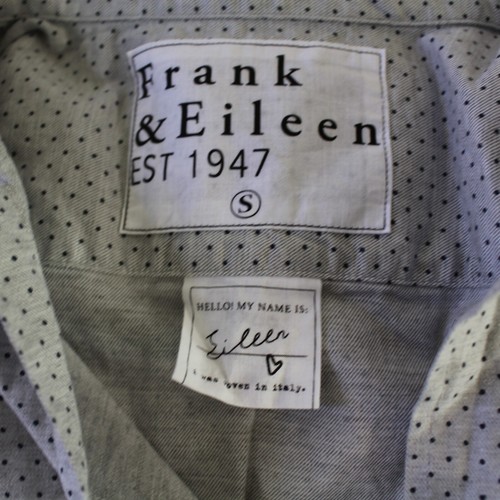 Frank
& Eileen
EST 1947
S
HELLO! MY NAME IS:
Eileen
was woven in italy.